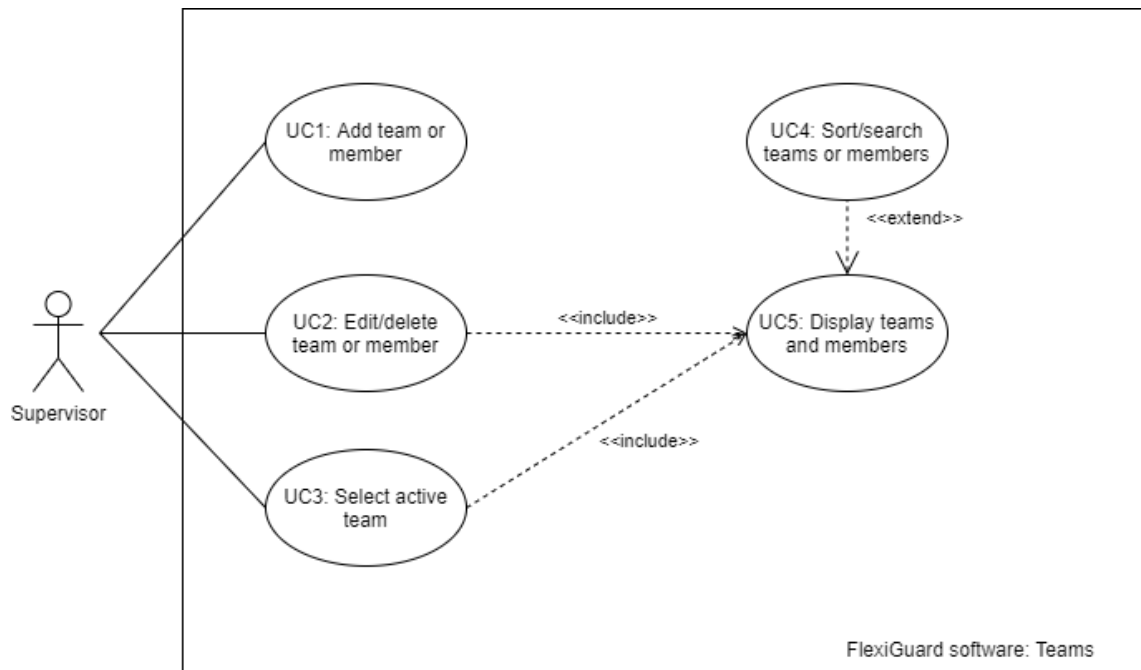 UC1: Add team or
member
UC4: Sort/search
teams or members
<<extend>>
UC2: Edit/delete
team or member
<<include>>
UC5: Display teams
and members
Supervisor
<<include>>
UC3: Select active
team
FlexiGuard software: Teams